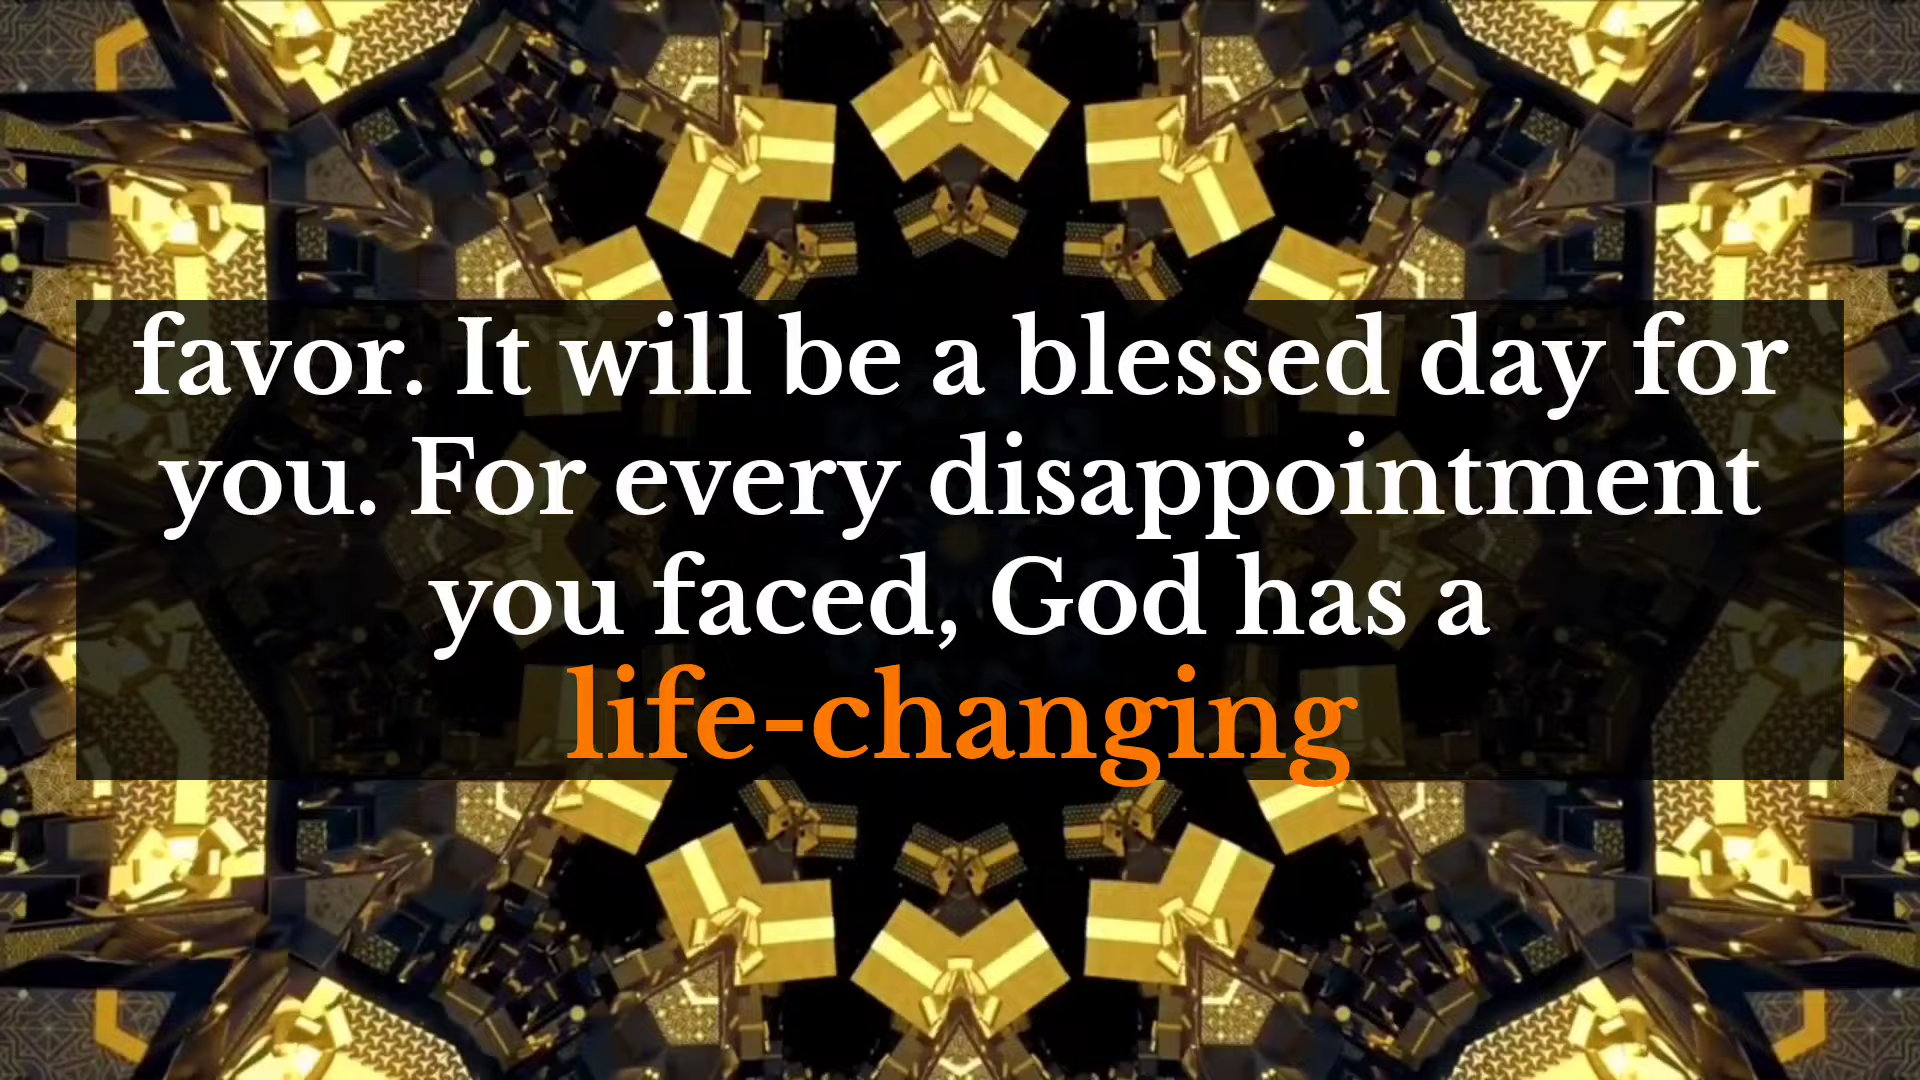 favor. It will be a blessed day for
you. For every disappointment
you faced, God has a
life-changing